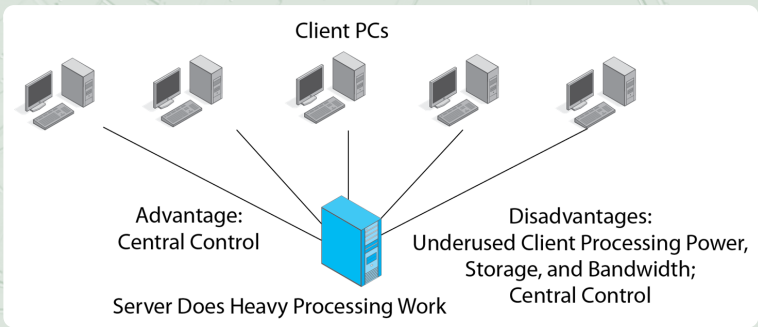 Client PCs
Advantage:
Central Control
Disadvantages:
Underused Client Processing Power,
Storage, and Bandwidth;
Central Control
Server Does Heavy Processing Work